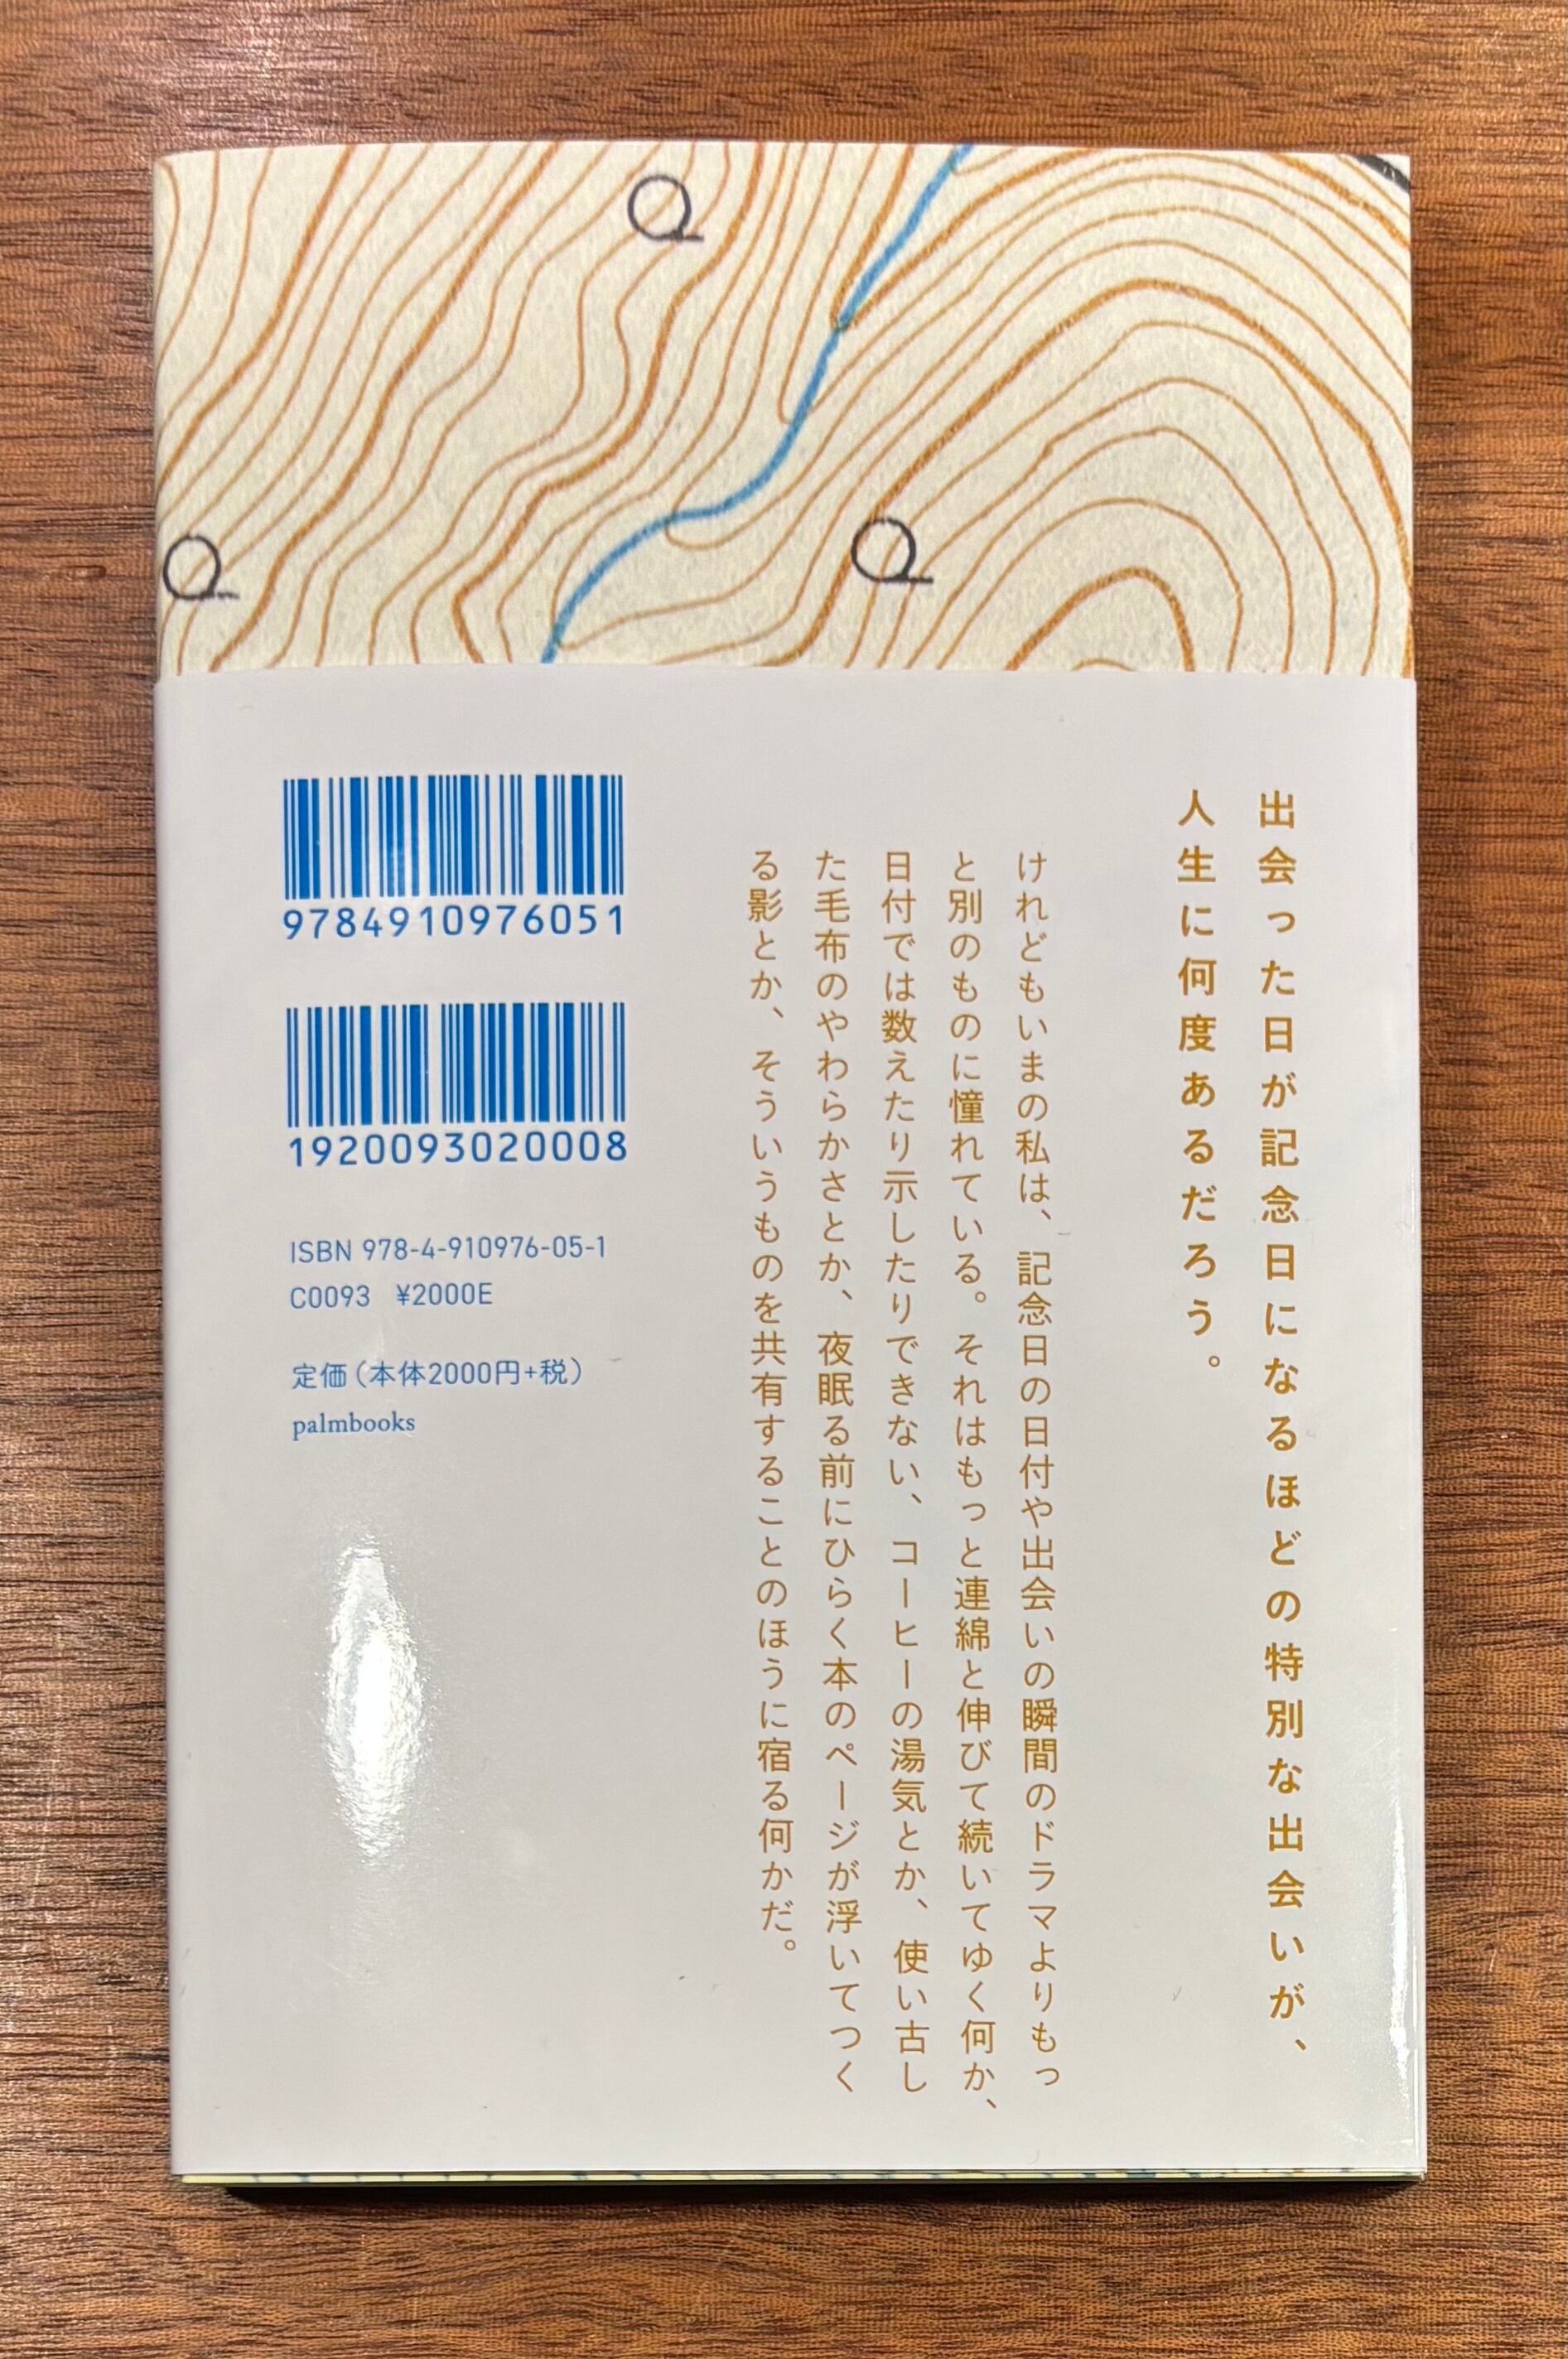 出会った日が記念日になるほどの特別な出会いが、
人生に何度あるだろう。
けれどもいまの私は、記念日の日付や出会いの瞬間のドラマよりもっ
と別のものに憧れている。それはもっと連綿と伸びて続いてゆく何か、
日付では数えたり示したりできない、コーヒーの湯気とか、使い古し
た毛布のやわらかさとか、夜眠る前にひらく本のページが浮いてつく
る影とか、そういうものを共有することのほうに宿る何かだ。
9784910976051
1920093020008
ISBN 978-4-910976-05-1
C0093 ¥2000E
定価（本体2000円+税）
palmbooks